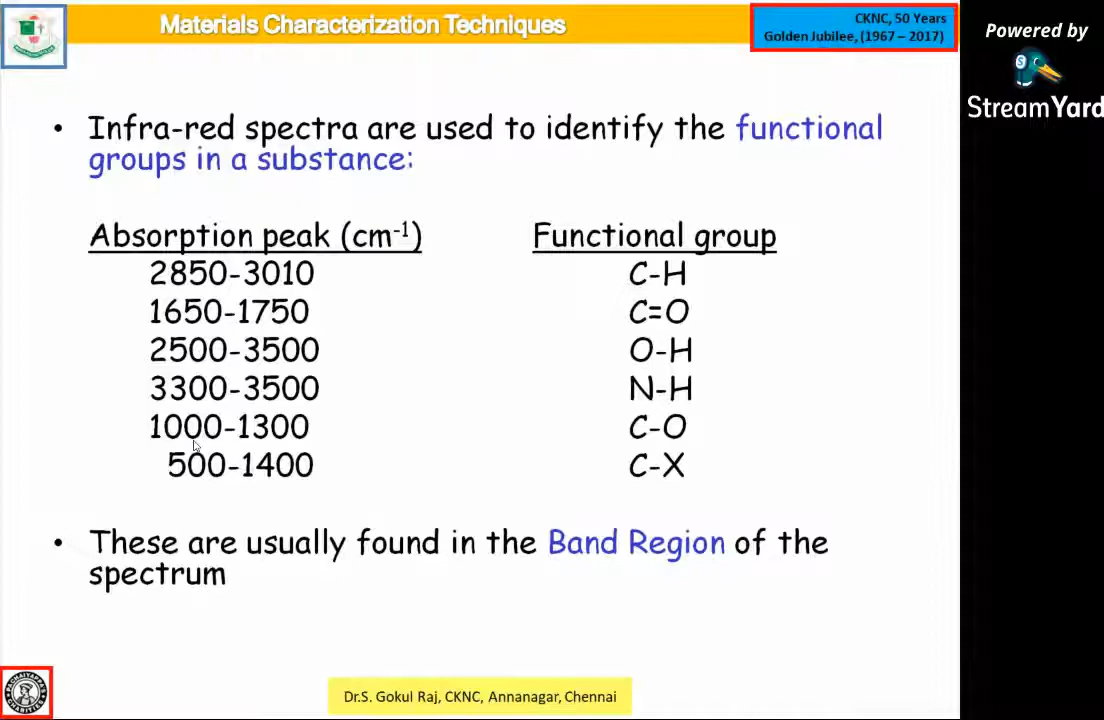 Materials Characterization Techniques
CKNC, 50 Years
Golden Jubilee, (1967 – 2017)
Powered by
StreamYard
• Infra-red spectra are used to identify the functional
groups in a substance:
Absorption peak (cm⁻¹) Functional group
2850-3010 C-H
1650-1750 C=O
2500-3500 O-H
3300-3500 N-H
1000-1300 C-O
500-1400 C-X
• These are usually found in the Band Region of the
spectrum
Dr.S. Gokul Raj, CKNC, Annanagar, Chennai